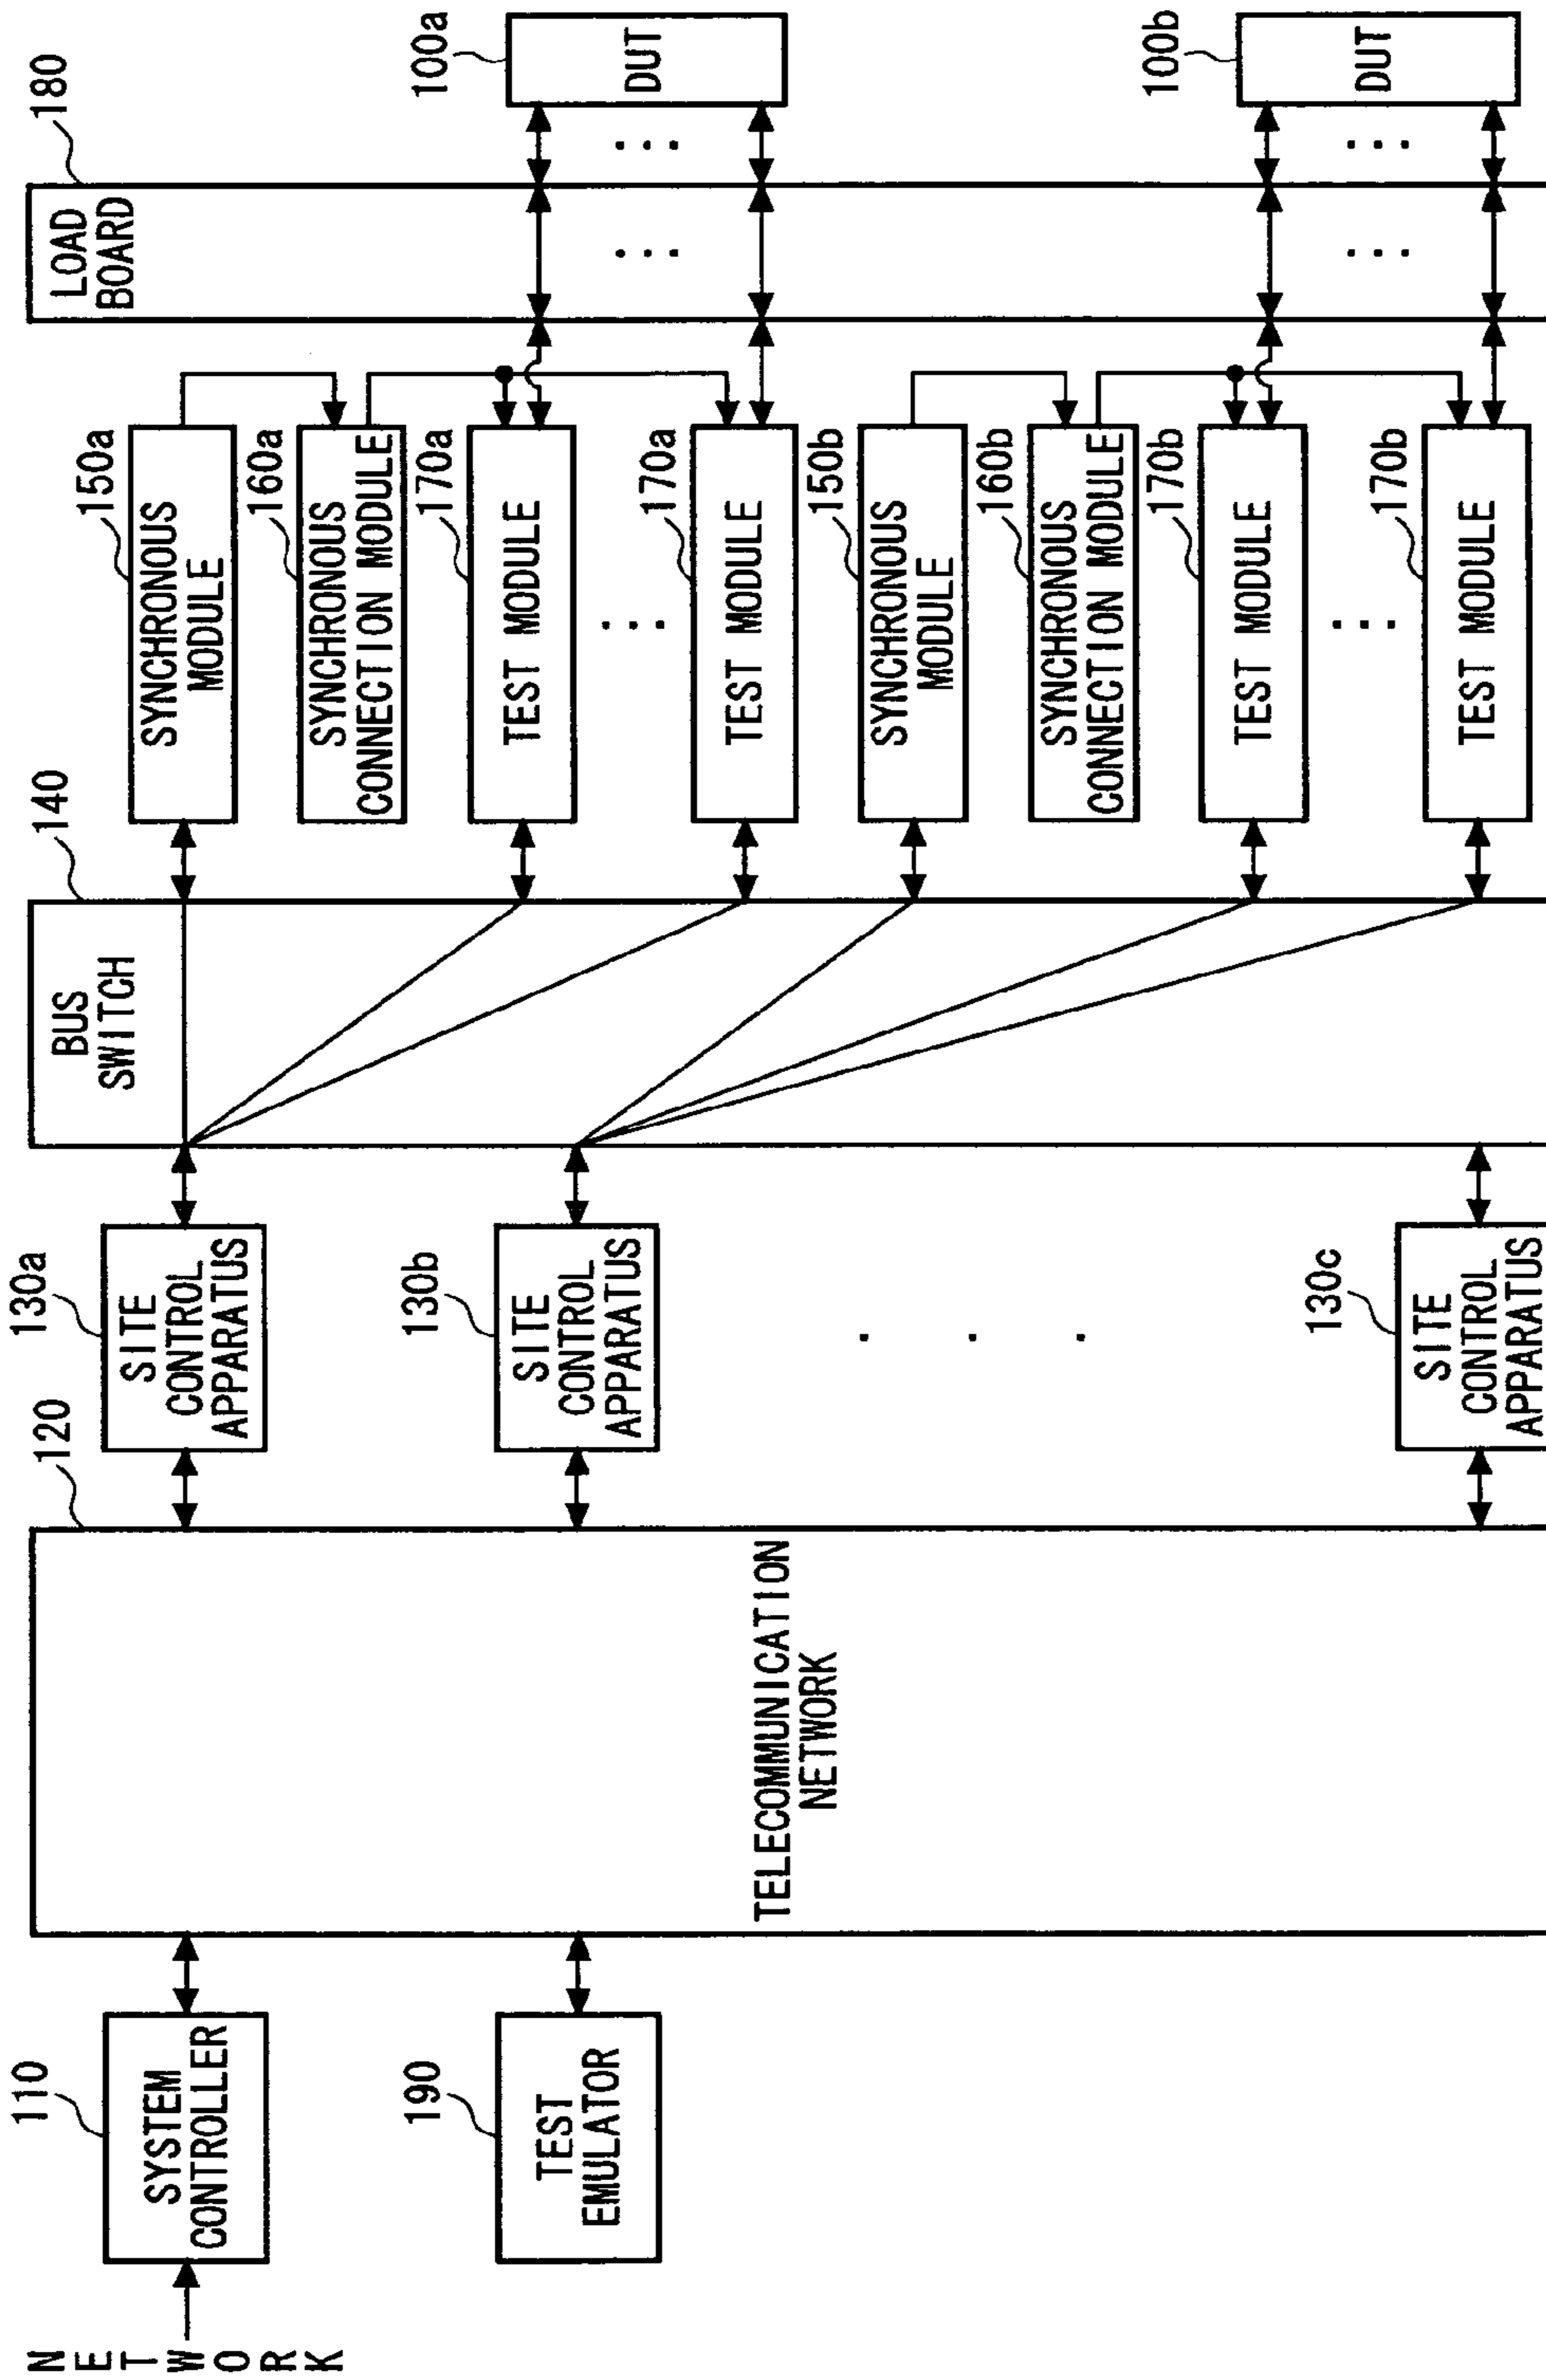 NETWORK
110
SYSTEM
CONTROLLER
190
TEST
EMULATOR
120
TELECOMMUNICATION
NETWORK
130a
SITE
CONTROL
APPARATUS
130b
SITE
CONTROL
APPARATUS
. . .
130c
SITE
CONTROL
APPARATUS
140
BUS
SWITCH
150a
SYNCHRONOUS
MODULE
160a
SYNCHRONOUS
CONNECTION MODULE
170a
TEST MODULE
...
170a
TEST MODULE
150b
SYNCHRONOUS
MODULE
160b
SYNCHRONOUS
CONNECTION MODULE
170b
TEST MODULE
...
170b
TEST MODULE
180
LOAD
BOARD
...
...
100a
DUT
...
100b
DUT
...